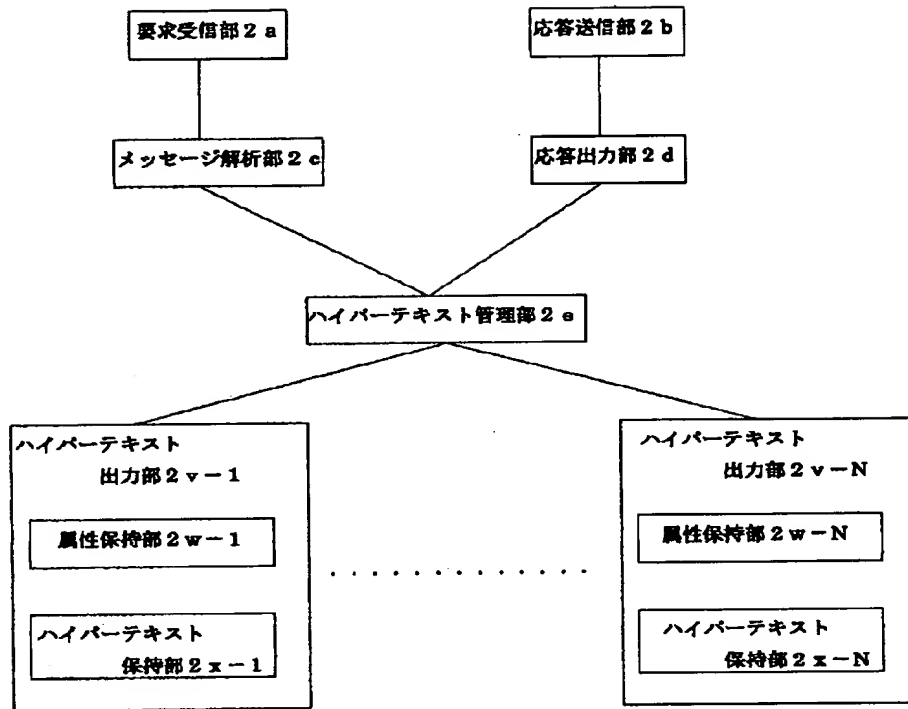 要求受信部2a
応答送信部2b
メッセージ解析部2c
応答出力部2d
ハイパーテキスト管理部2e
ハイパーテキスト
出力部2v-1
属性保持部2w-1
ハイパーテキスト
保持部2x-1
ハイパーテキスト
出力部2v-N
属性保持部2w-N
ハイパーテキスト
保持部2x-N